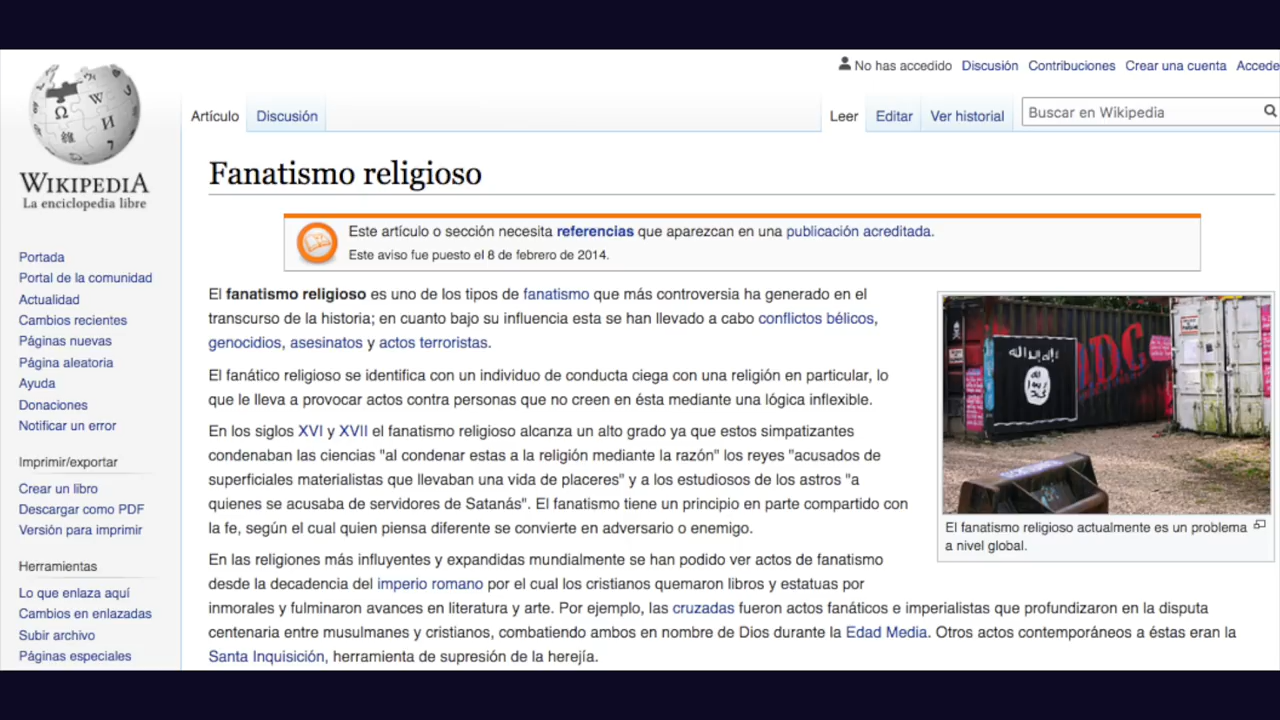 No has accedido Discusión Contribuciones Crear una cuenta Accede
Artículo Discusión Leer Editar Ver historial Buscar en Wikipedia
WIKIPEDIA
La enciclopedia libre
Portada
Portal de la comunidad
Actualidad
Cambios recientes
Páginas nuevas
Página aleatoria
Ayuda
Donaciones
Notificar un error
Imprimir/exportar
Crear un libro
Descargar como PDF
Versión para imprimir
Herramientas
Lo que enlaza aquí
Cambios en enlazadas
Subir archivo
Páginas especiales
Fanatismo religioso
Este artículo o sección necesita referencias que aparezcan en una publicación acreditada.
Este aviso fue puesto el 8 de febrero de 2014.
El fanatismo religioso es uno de los tipos de fanatismo que más controversia ha generado en el
transcurso de la historia; en cuanto bajo su influencia esta se han llevado a cabo conflictos bélicos,
genocidios, asesinatos y actos terroristas.
El fanático religioso se identifica con un individuo de conducta ciega con una religión en particular, lo
que le lleva a provocar actos contra personas que no creen en ésta mediante una lógica inflexible.
En los siglos XVI y XVII el fanatismo religioso alcanza un alto grado ya que estos simpatizantes
condenaban las ciencias "al condenar estas a la religión mediante la razón" los reyes "acusados de
superficiales materialistas que llevaban una vida de placeres" y a los estudiosos de los astros "a
quienes se acusaba de servidores de Satanás". El fanatismo tiene un principio en parte compartido con
la fe, según el cual quien piensa diferente se convierte en adversario o enemigo.
En las religiones más influyentes y expandidas mundialmente se han podido ver actos de fanatismo
desde la decadencia del imperio romano por el cual los cristianos quemaron libros y estatuas por
inmorales y fulminaron avances en literatura y arte. Por ejemplo, las cruzadas fueron actos fanáticos e imperialistas que profundizaron en la disputa
centenaria entre musulmanes y cristianos, combatiendo ambos en nombre de Dios durante la Edad Media. Otros actos contemporáneos a éstas eran la
Santa Inquisición, herramienta de supresión de la herejía.
IDC
El fanatismo religioso actualmente es un problema
a nivel global.